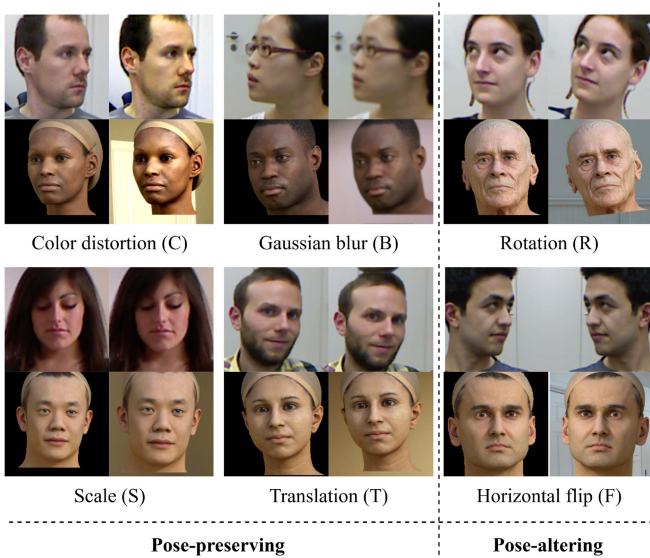 Color distortion (C)
Gaussian blur (B)
Rotation (R)
Scale (S)
Translation (T)
Horizontal flip (F)
Pose-preserving
Pose-altering